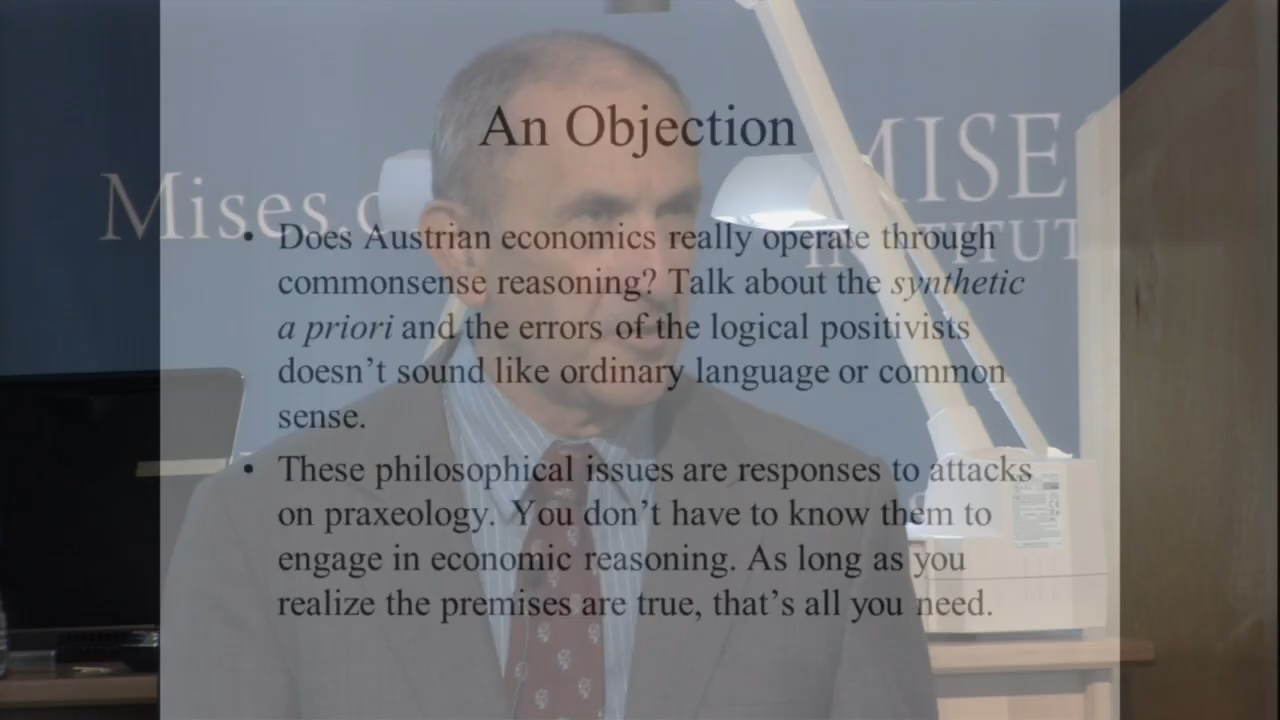 An Objection
Mises.
MISE
INSTITUT
• Does Austrian economics really operate through
commonsense reasoning? Talk about the synthetic
a priori and the errors of the logical positivists
doesn’t sound like ordinary language or common
sense.
• These philosophical issues are responses to attacks
on praxeology. You don’t have to know them to
engage in economic reasoning. As long as you
realize the premises are true, that’s all you need.